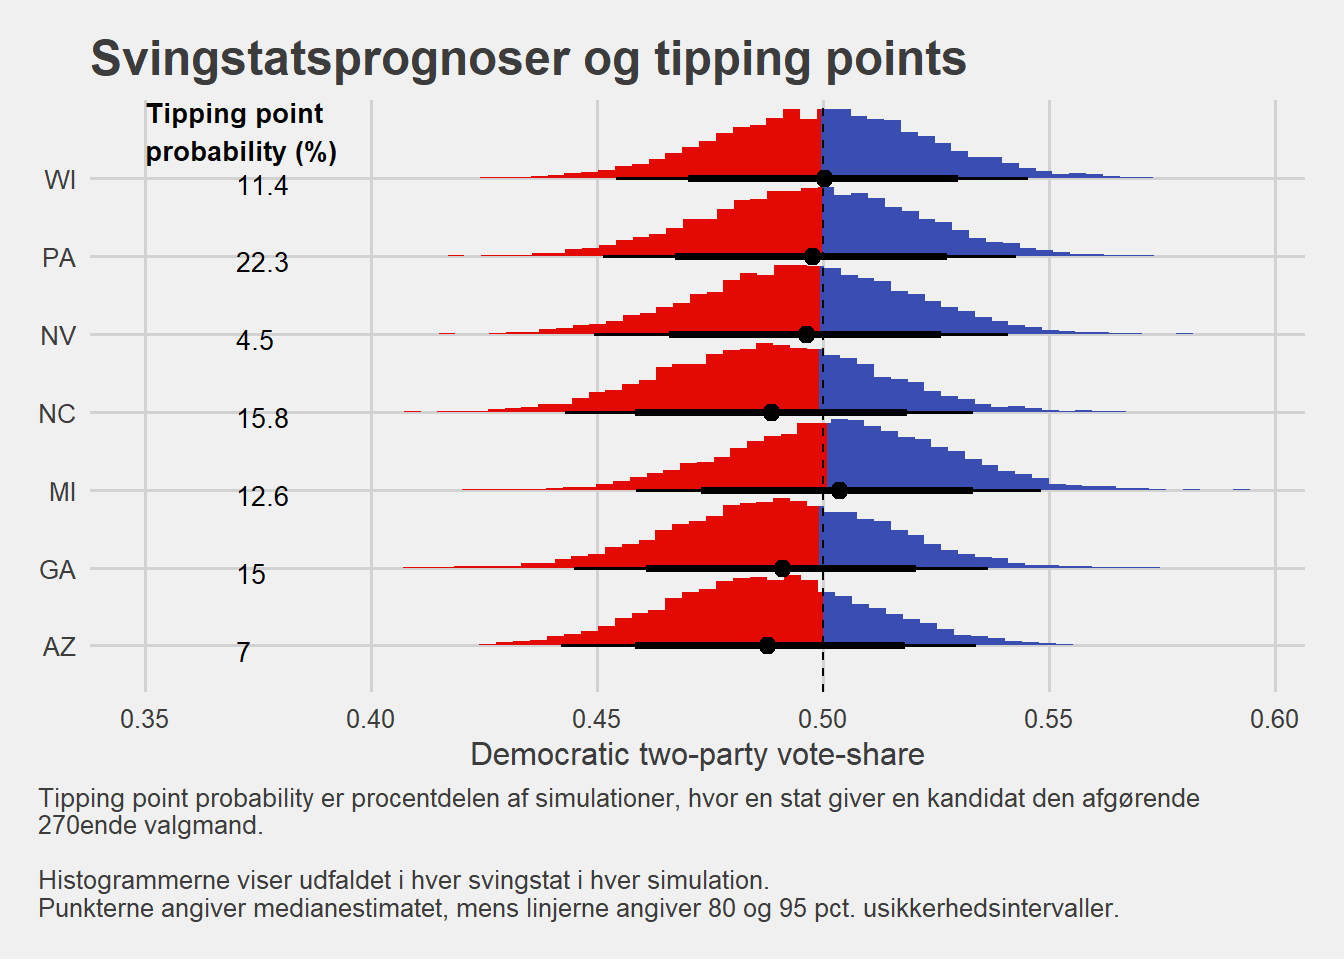 Svingstatsprognoser og tipping points
Tipping point
probability (%)
WI
11.4
PA
22.3
NV
4.5
NC
15.8
MI
12.6
GA
15
AZ
7
0.35 0.40 0.45 0.50 0.55 0.60
Democratic two-party vote-share
Tipping point probability er procentdelen af simulationer, hvor en stat giver en kandidat den afgørende
270ende valgmand.
Histogrammerne viser udfaldet i hver svingstat i hver simulation.
Punkterne angiver medianestimatet, mens linjerne angiver 80 og 95 pct. usikkerhedsintervaller.